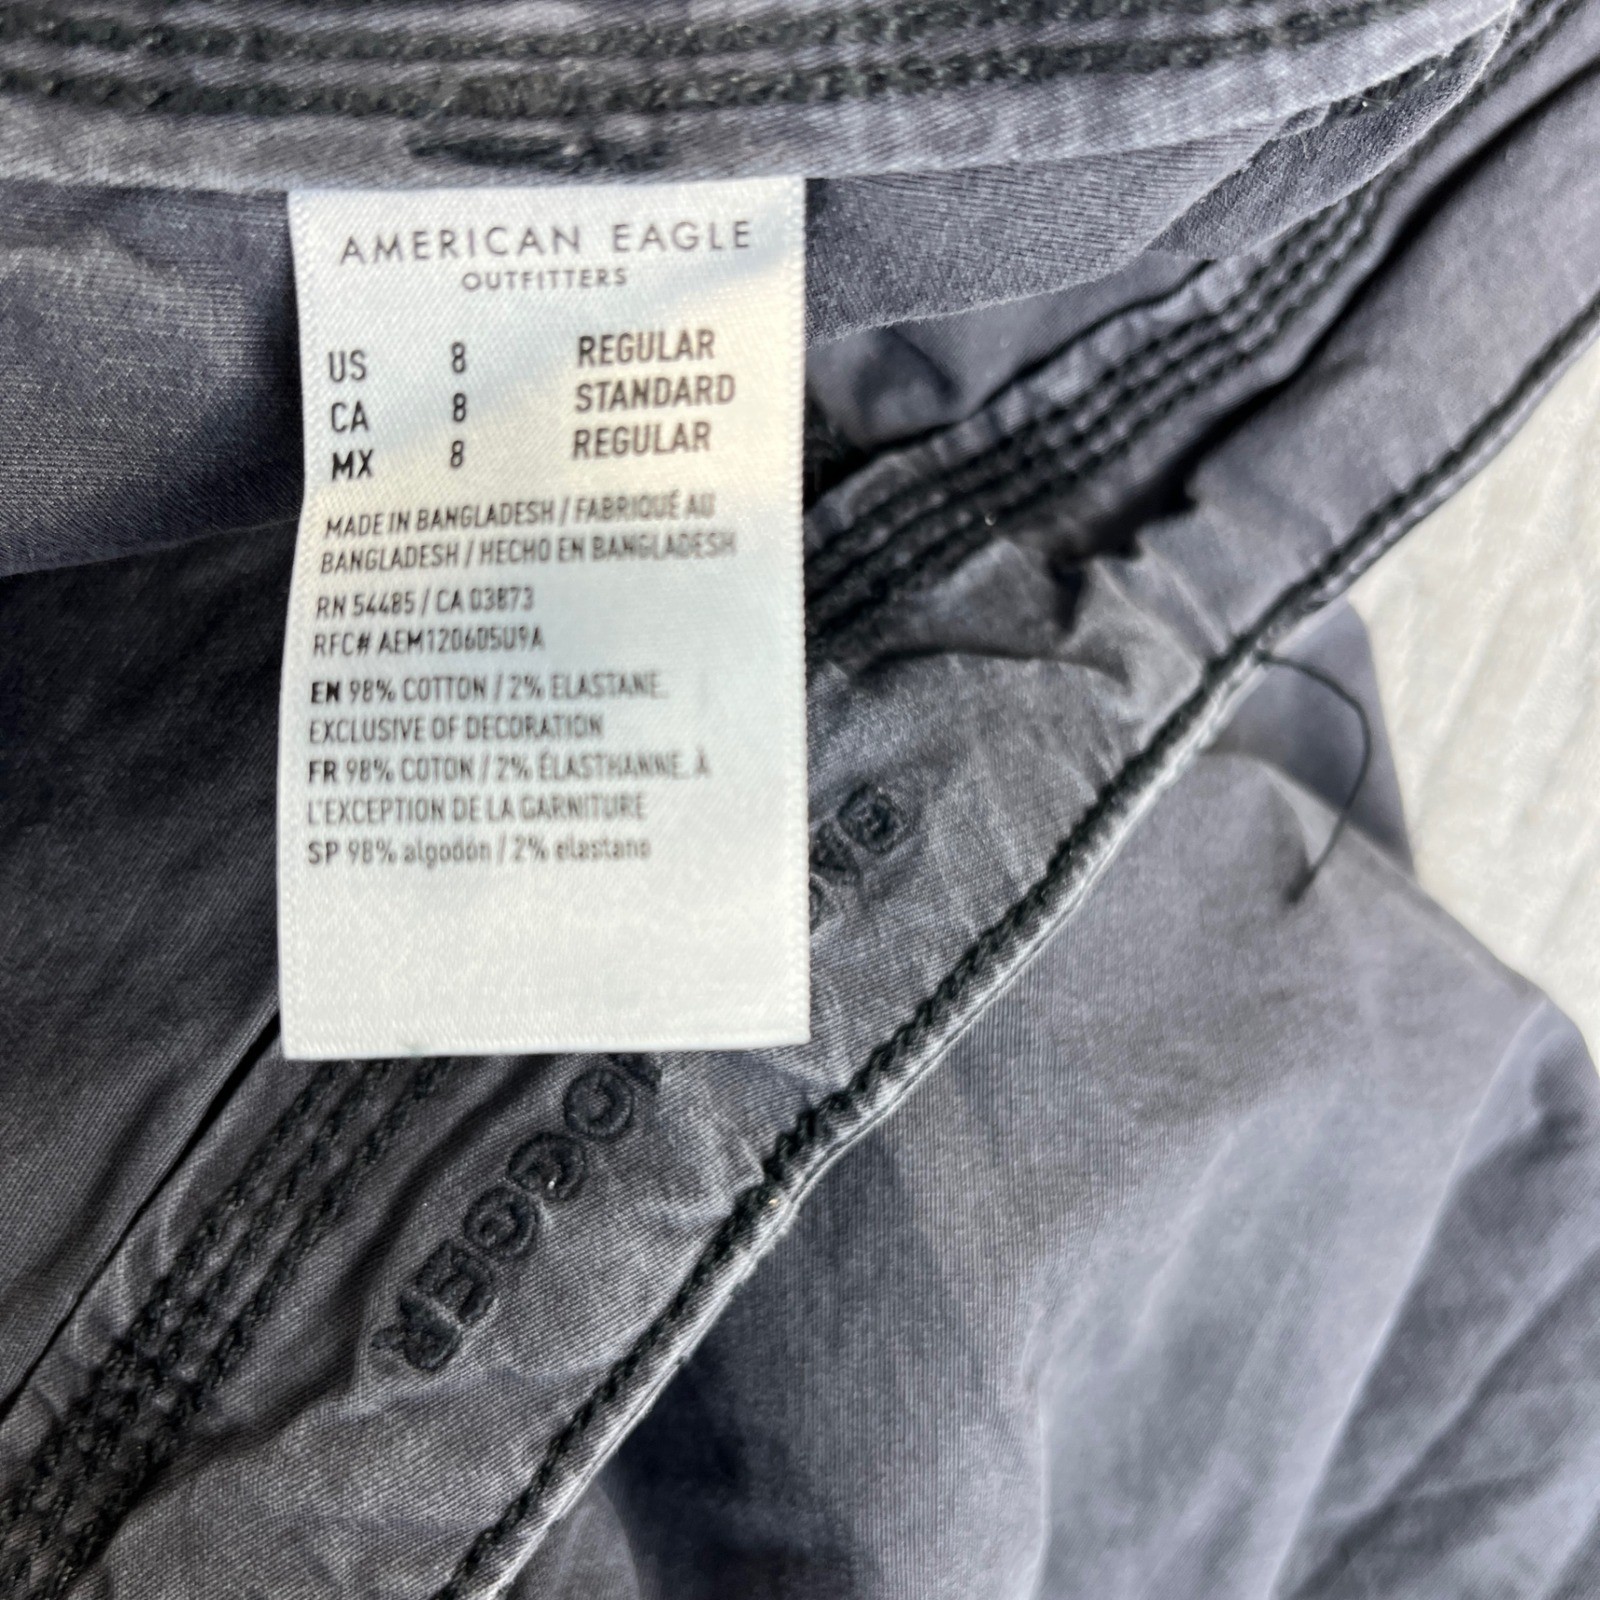 AMERICAN EAGLE
OUTFITTERS
US 8 REGULAR
CA 8 STANDARD
MX 8 REGULAR
MADE IN BANGLADESH / FABRIQUÉ AU
BANGLADESH / HECHO EN BANGLADESH
RN 54485 / CA 03873
RFC# AEM120605U9A
EN 98% COTTON / 2% ELASTANE.
EXCLUSIVE OF DECORATION
FR 98% COTON / 2% ÉLASTHANNE. À
L'EXCEPTION DE LA GARNITURE
SP 98% algodón / 2% elastano
JOGGER